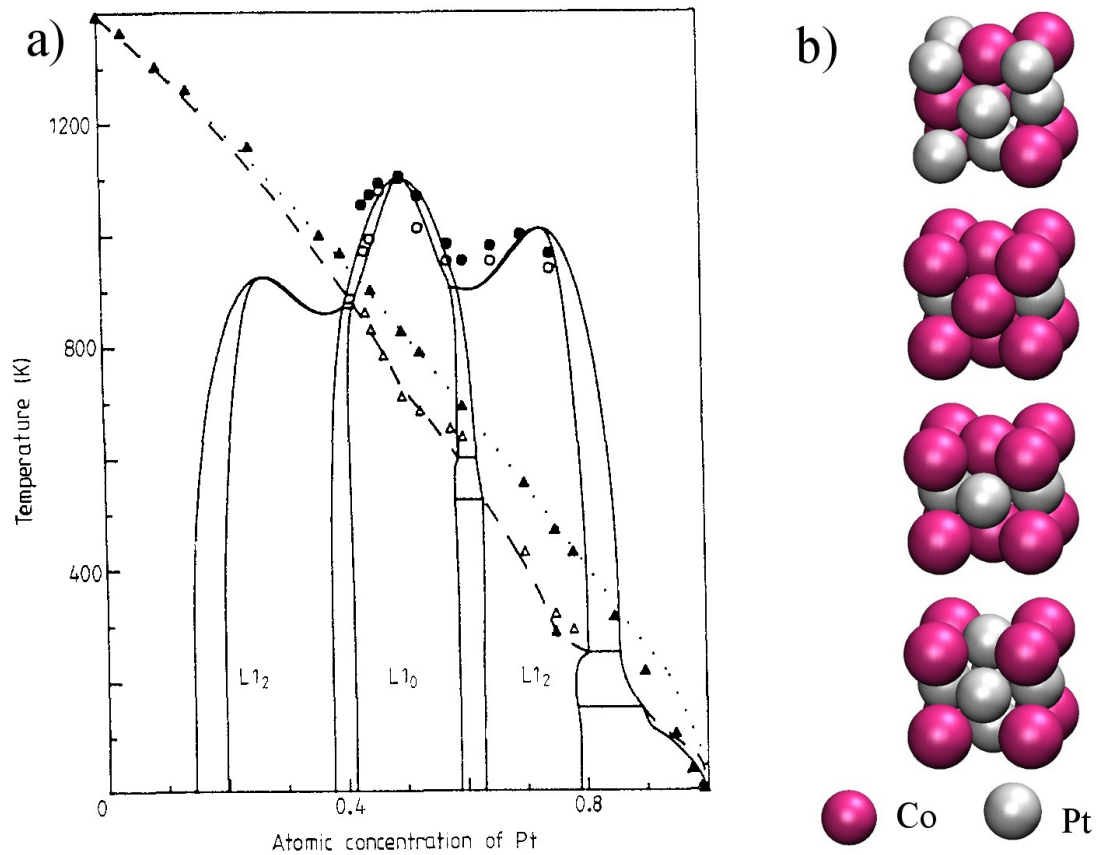 a)
b)
1200
800
400
Temperature (K)
L1₂
L1₀
L1₂
0
0.4
0.8
Atomic concentration of Pt
Co
Pt